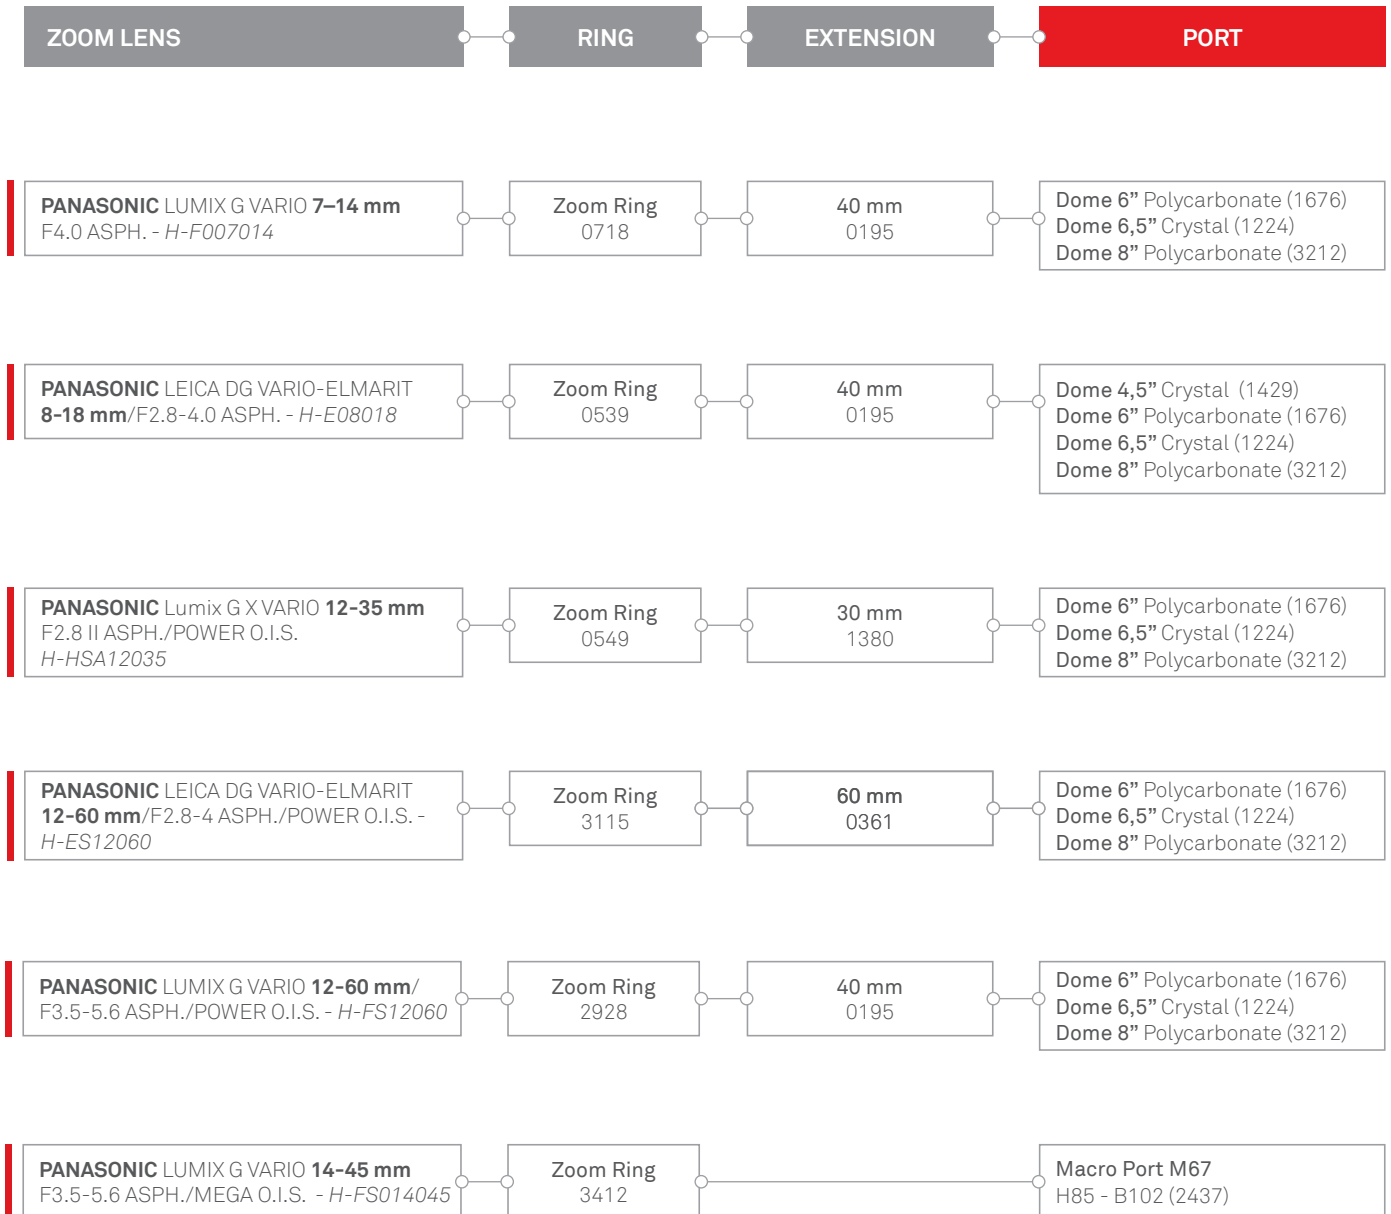 ZOOM LENS
RING
EXTENSION
PORT
PANASONIC LUMIX G VARIO 7–14 mm
F4.0 ASPH. - H-F007014
Zoom Ring
0718
40 mm
0195
Dome 6” Polycarbonate (1676)
Dome 6,5” Crystal (1224)
Dome 8” Polycarbonate (3212)
PANASONIC LEICA DG VARIO-ELMARIT
8-18 mm/F2.8-4.0 ASPH. - H-E08018
Zoom Ring
0539
40 mm
0195
Dome 4,5” Crystal (1429)
Dome 6” Polycarbonate (1676)
Dome 6,5” Crystal (1224)
Dome 8” Polycarbonate (3212)
PANASONIC Lumix G X VARIO 12-35 mm
F2.8 II ASPH./POWER O.I.S.
H-HSA12035
Zoom Ring
0549
30 mm
1380
Dome 6” Polycarbonate (1676)
Dome 6,5” Crystal (1224)
Dome 8” Polycarbonate (3212)
PANASONIC LEICA DG VARIO-ELMARIT
12-60 mm/F2.8-4 ASPH./POWER O.I.S. -
H-ES12060
Zoom Ring
3115
60 mm
0361
Dome 6” Polycarbonate (1676)
Dome 6,5” Crystal (1224)
Dome 8” Polycarbonate (3212)
PANASONIC LUMIX G VARIO 12-60 mm/
F3.5-5.6 ASPH./POWER O.I.S. - H-FS12060
Zoom Ring
2928
40 mm
0195
Dome 6” Polycarbonate (1676)
Dome 6,5” Crystal (1224)
Dome 8” Polycarbonate (3212)
PANASONIC LUMIX G VARIO 14-45 mm
F3.5-5.6 ASPH./MEGA O.I.S. - H-FS014045
Zoom Ring
3412
Macro Port M67
H85 - B102 (2437)